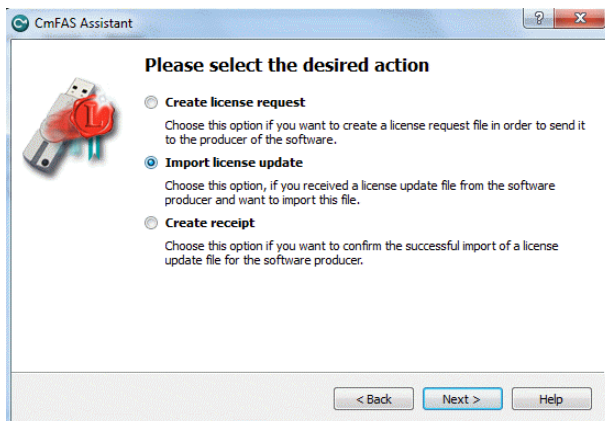 CmFAS Assistant
Please select the desired action
Create license request
Choose this option if you want to create a license request file in order to send it
to the producer of the software.
Import license update
Choose this option, if you received a license update file from the software
producer and want to import this file.
Create receipt
Choose this option if you want to confirm the successful import of a license
update file for the software producer.
< Back Next > Help